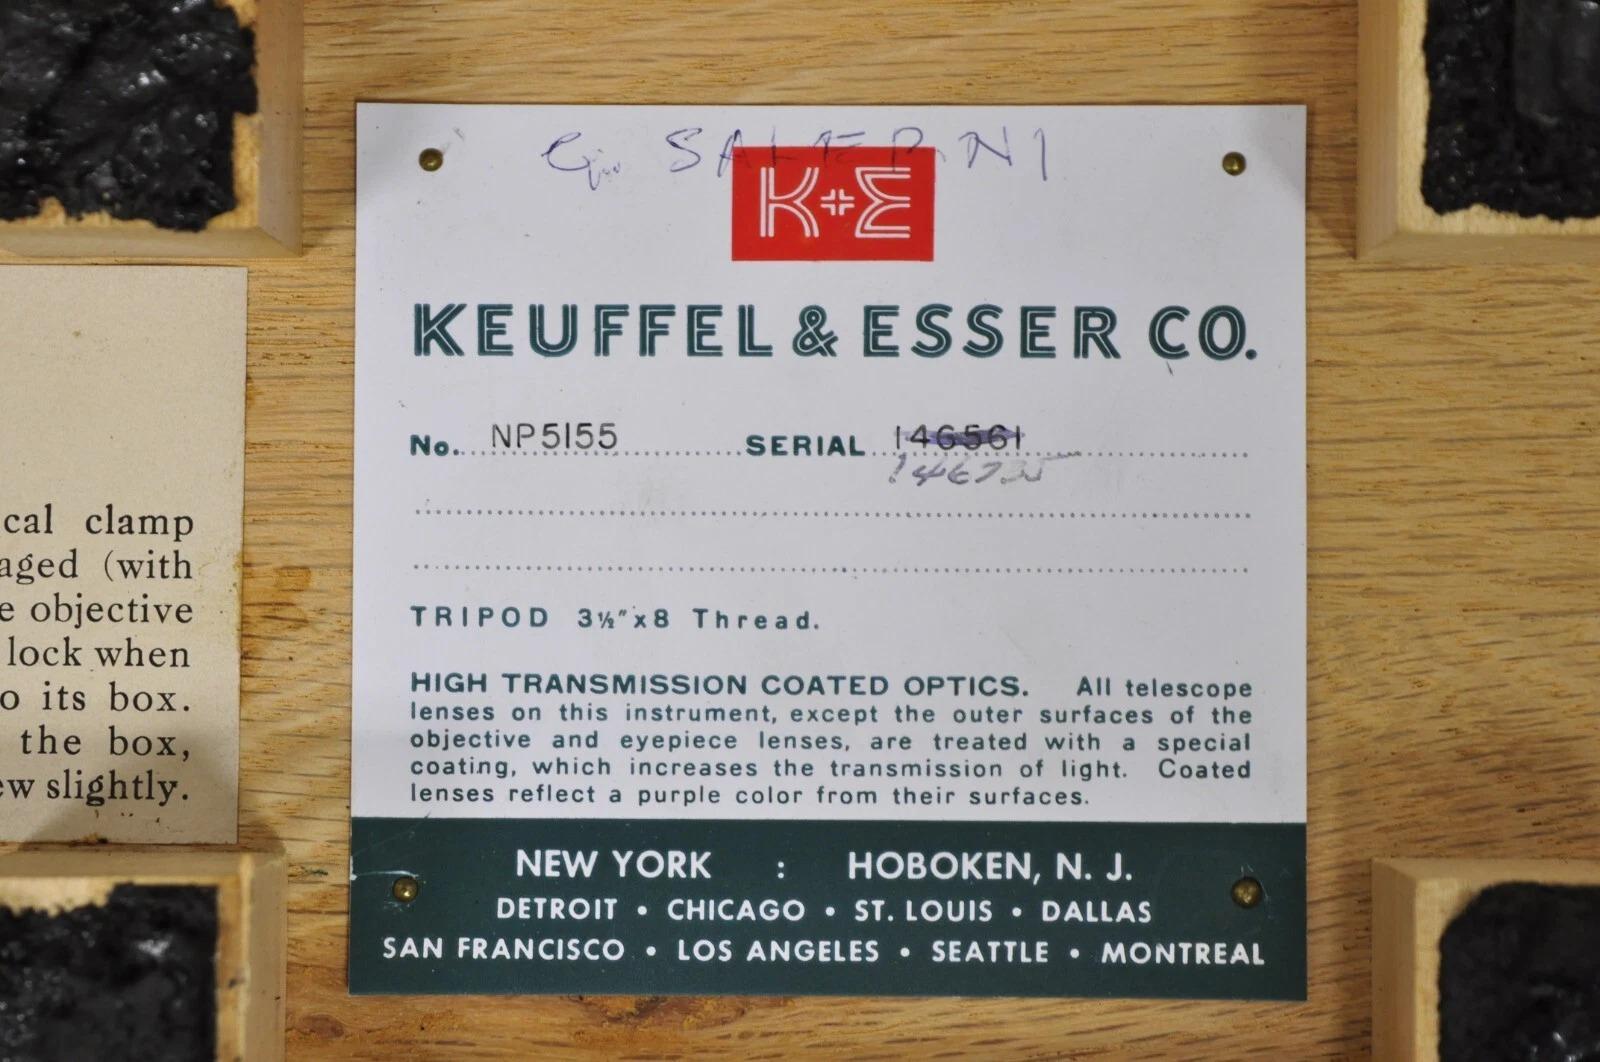 G. SALERNI
K+E
KEUFFEL & ESSER CO.
No. NP5155 SERIAL 146561
146735
TRIPOD 3½"x8 Thread.
HIGH TRANSMISSION COATED OPTICS. All telescope
lenses on this instrument, except the outer surfaces of the
objective and eyepiece lenses, are treated with a special
coating, which increases the transmission of light. Coated
lenses reflect a purple color from their surfaces.
NEW YORK : HOBOKEN, N. J.
DETROIT • CHICAGO • ST. LOUIS • DALLAS
SAN FRANCISCO • LOS ANGELES • SEATTLE • MONTREAL
cal clamp
aged (with
e objective
lock when
o its box.
the box,
ew slightly.